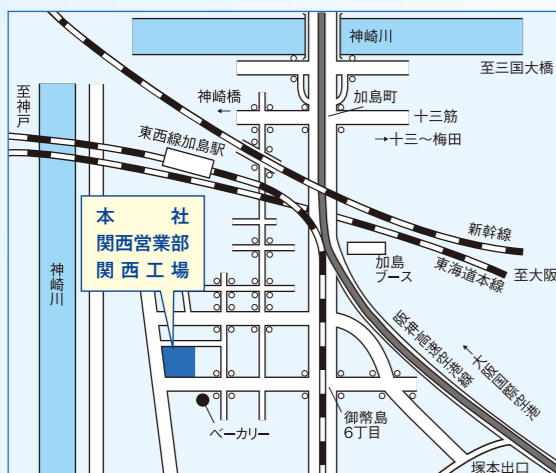 神崎川
至三国大橋
至神戸
神崎橋
←
加島町
十三筋
→十三～梅田
東西線加島駅
本社
関西営業部
関西工場
新幹線
東海道本線
至大阪
加島
ブース
神崎川
阪神高速空港線
←大阪国際空港
ベーカリー
御幣島
6丁目
塚本出口